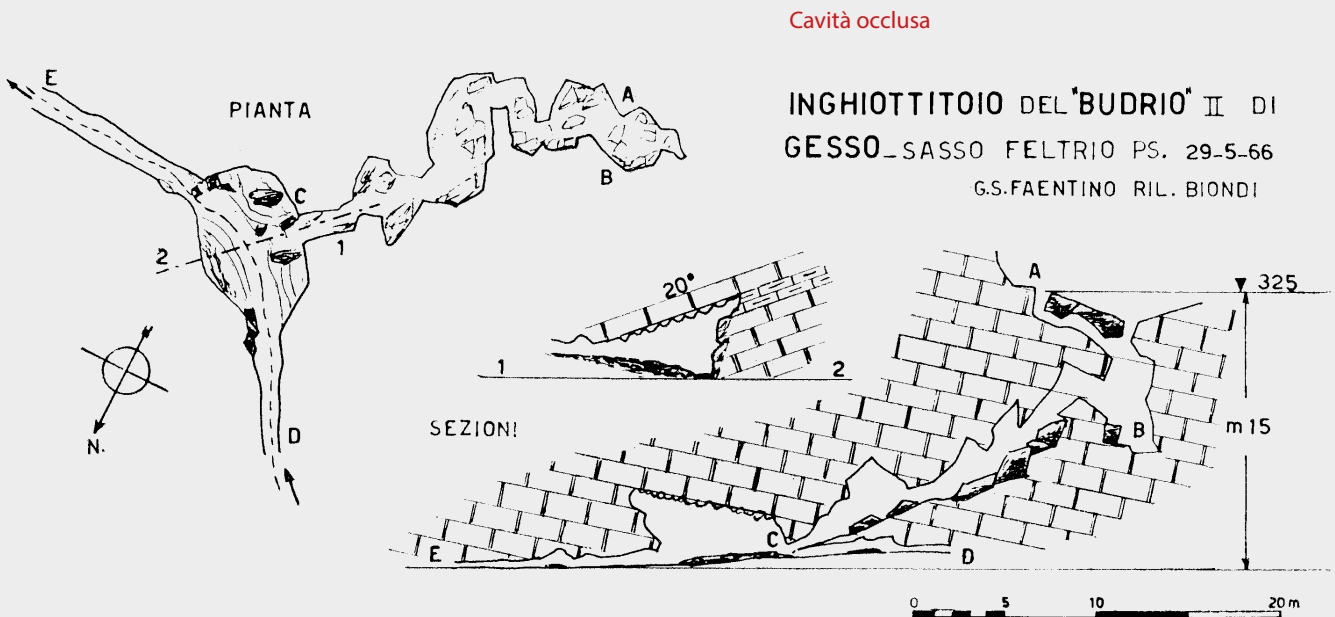 Cavità occlusa
INGHIOTTITOIO DEL "BUDRIO" II DI
GESSO_SASSO FELTRIO PS. 29-5-66
G.S.FAENTINO RIL. BIONDI
PIANTA
E
A
B
C
1
2
D
N.
20°
1
2
SEZIONI
A
325
B
m 15
C
E
D
0 5 10 20 m